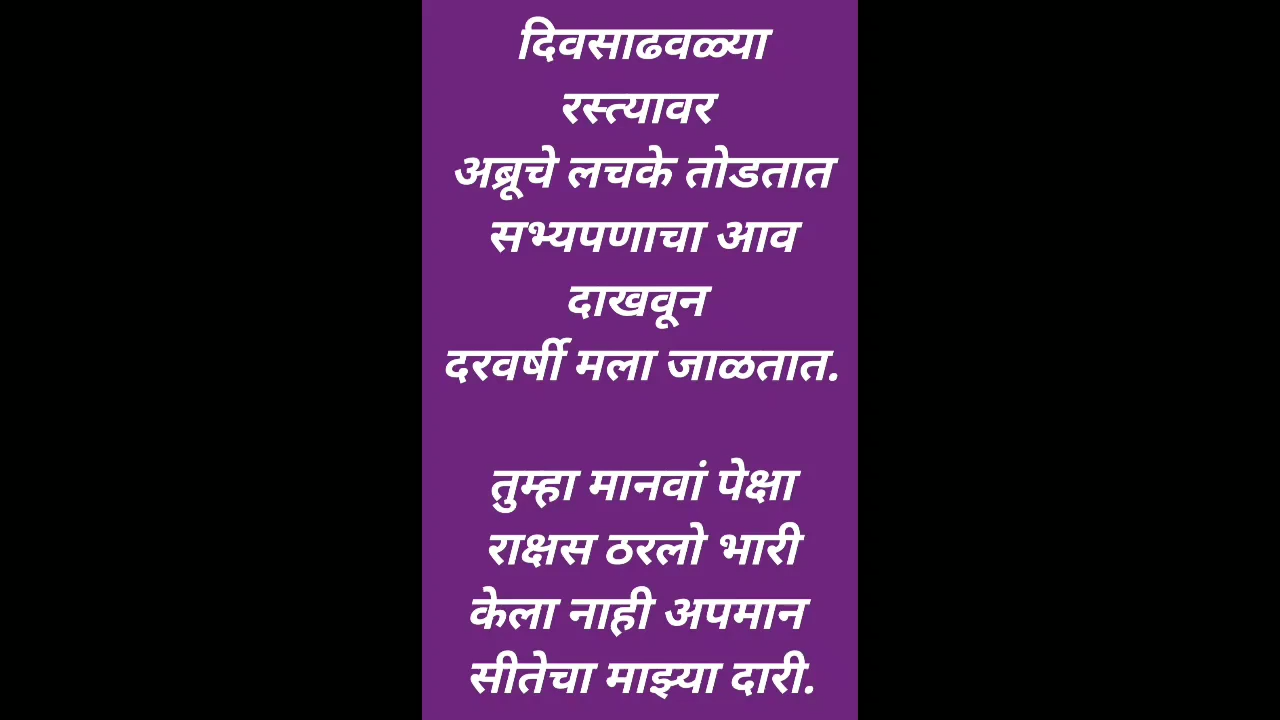 दिवसाढवळ्या
रस्त्यावर
अब्रूचे लचके तोडतात
सभ्यपणाचा आव
दाखवून
दरवर्षी मला जाळतात.
तुम्हा मानवां पेक्षा
राक्षस ठरलो भारी
केला नाही अपमान
सीतेचा माझ्या दारी.